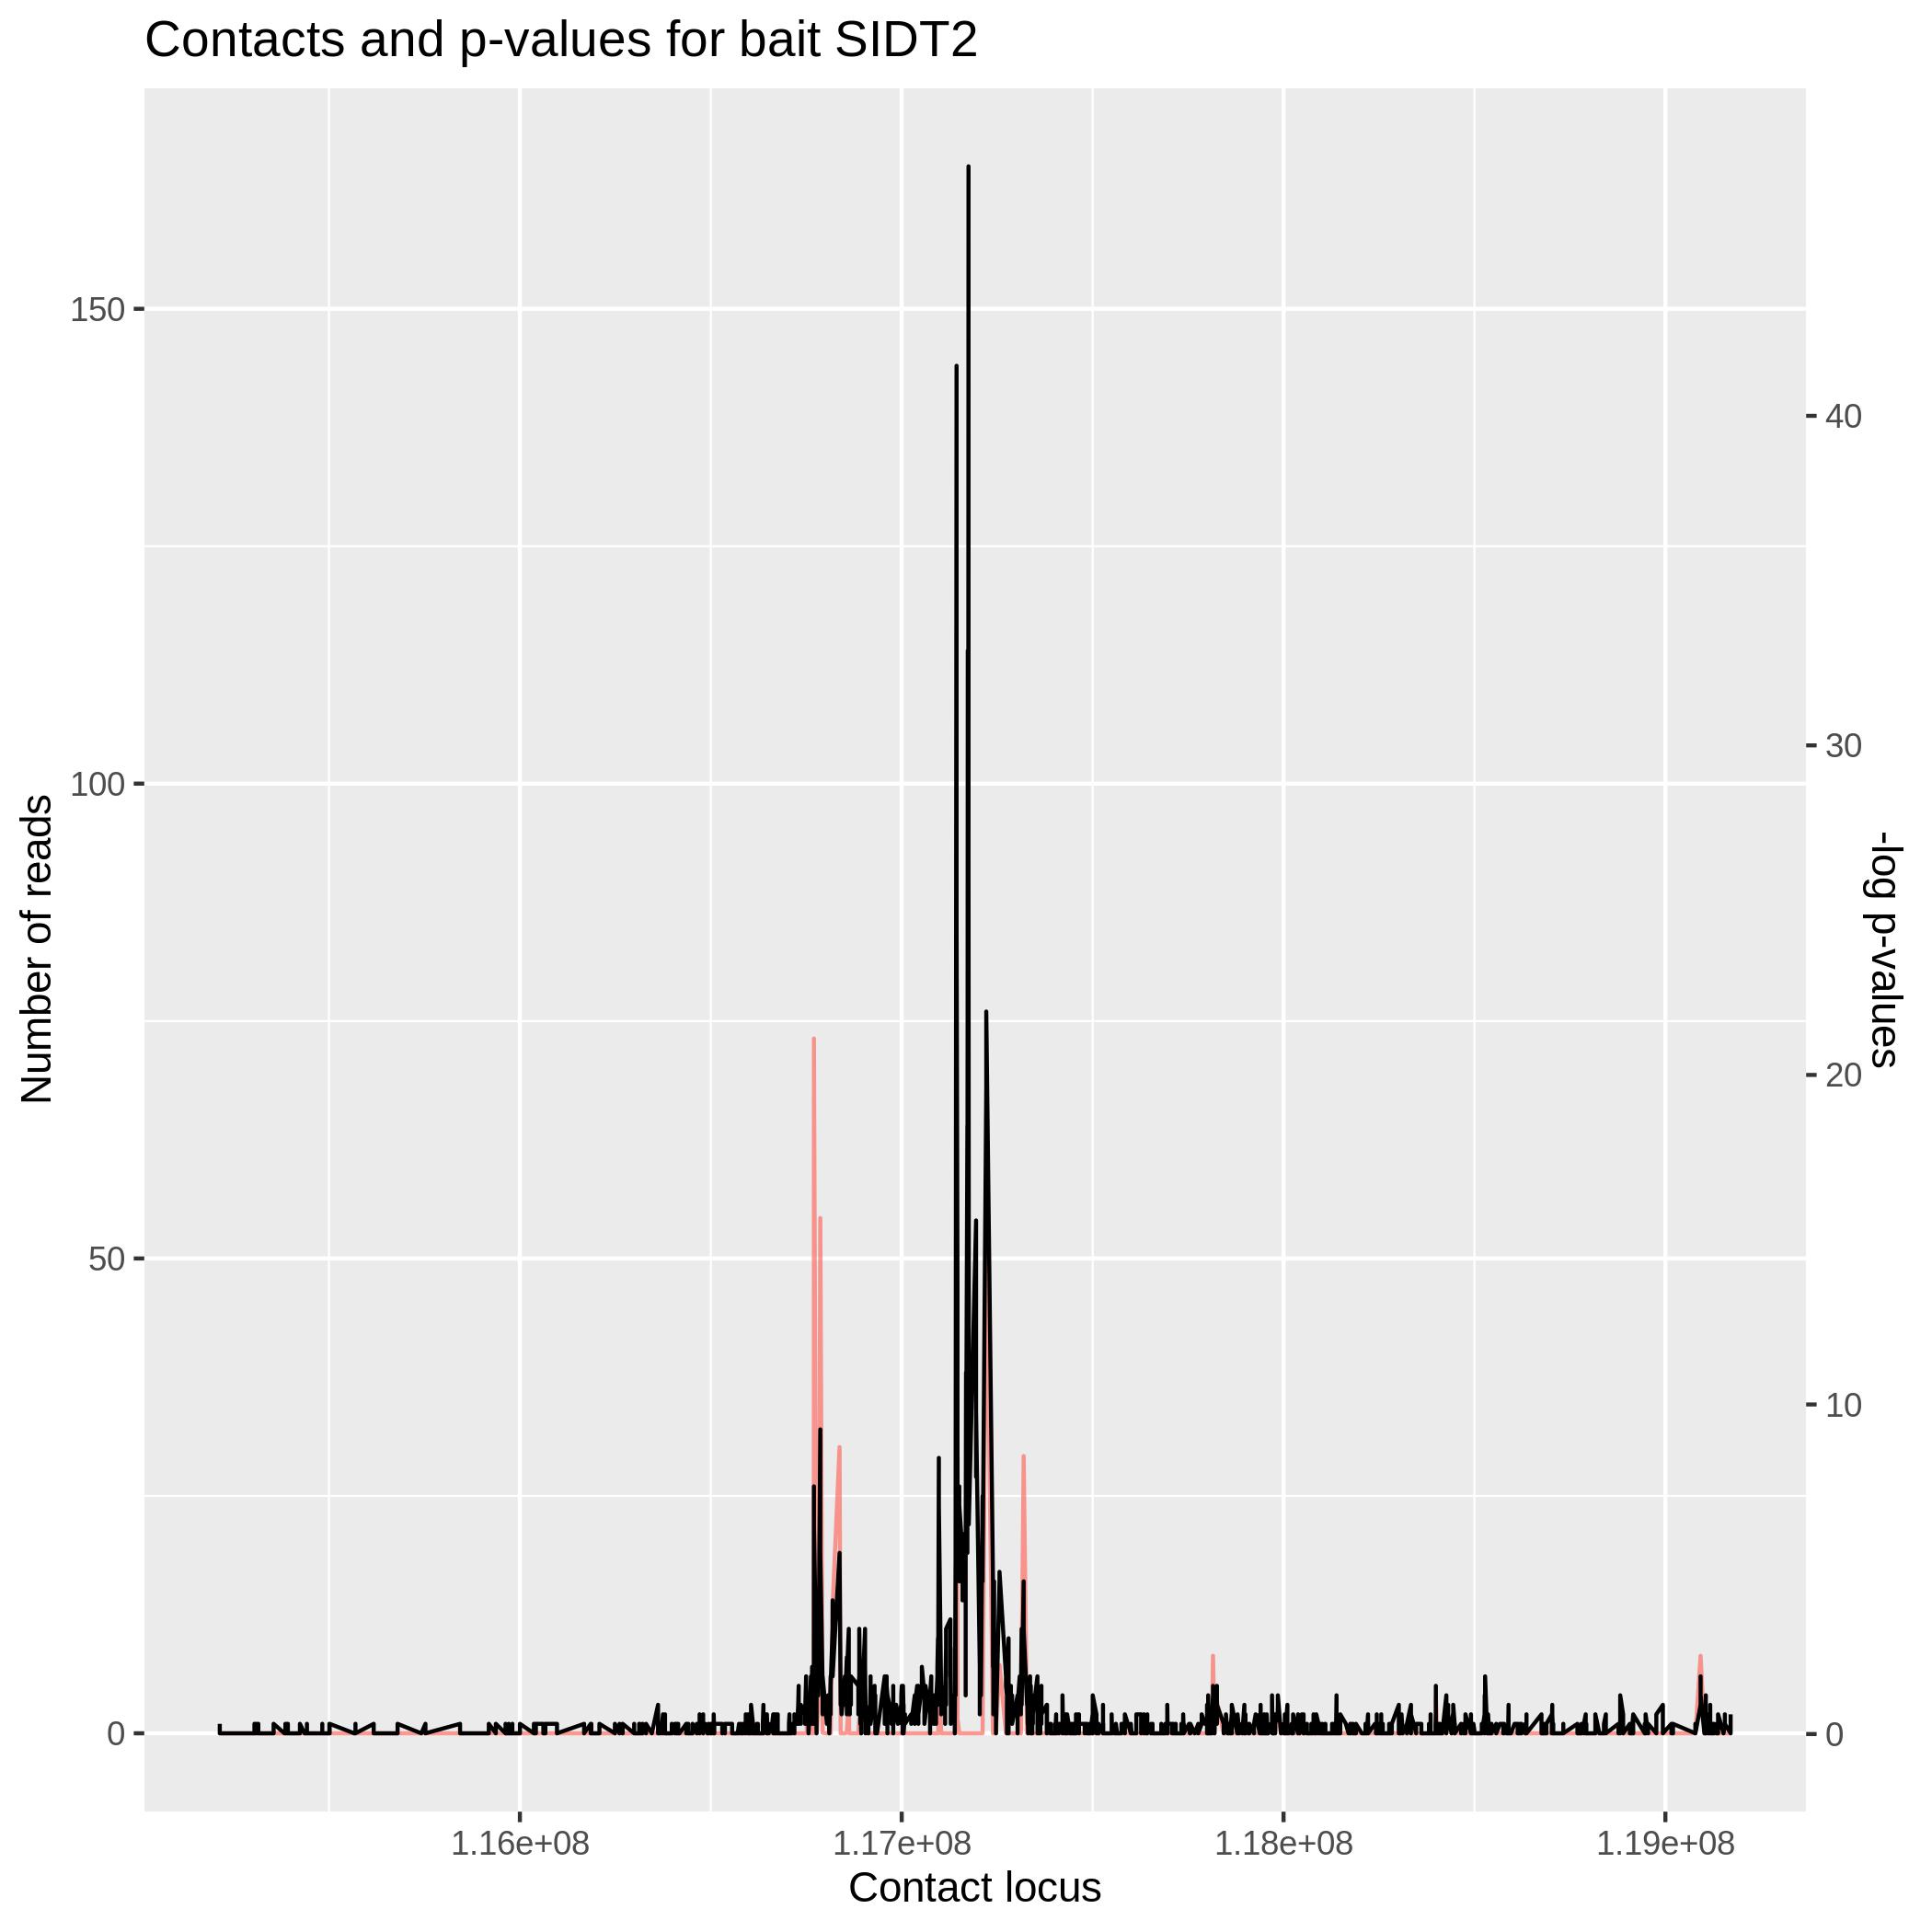 Contacts and p-values for bait SIDT2
150
100
50
0
Number of reads
40
30
20
10
0
-log p-values
1.16e+08
1.17e+08
1.18e+08
1.19e+08
Contact locus